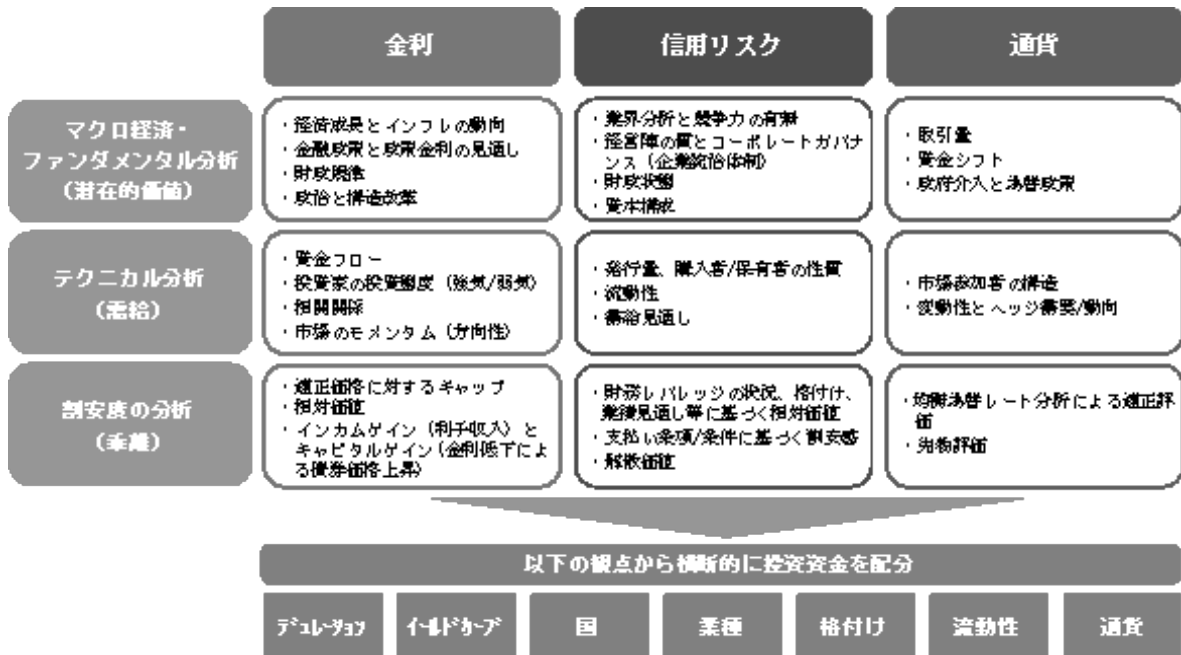 金利
信用リスク
通貨
マクロ経済・
ファンダメンタル分析
（潜在的価値）
・経済成長とインフレの動向
・金融政策と政策金利の見通し
・財政規律
・政治と構造改革
・業界分析と競争力の有無
・経営陣の質とコーポレートガバナ
ンス（企業統治体制）
・財政状態
・資本構成
・取引量
・資金シフト
・政府介入と為替政策
テクニカル分析
（需給）
・資金フロー
・投資家の投資態度（強気/弱気）
・相関関係
・市場のモメンタム（方向性）
・発行量、購入者/保有者の性質
・流動性
・需給見通し
・市場参加者の構造
・変動性とヘッジ需要/動向
割安度の分析
（乖離）
・適正価格に対するギャップ
・相対価値
・インカムゲイン（利子収入）と
キャピタルゲイン（金利低下によ
る債券価格上昇）
・財務レバレッジの状況、格付け、
業績見通し等に基づく相対価値
・支払い条項/条件に基づく割安感
・解散価値
・均衡為替レート分析による適正評
価
・先物評価
以下の観点から横断的に投資資金を配分
デュレーション
イールドカーブ
国
業種
格付け
流動性
通貨